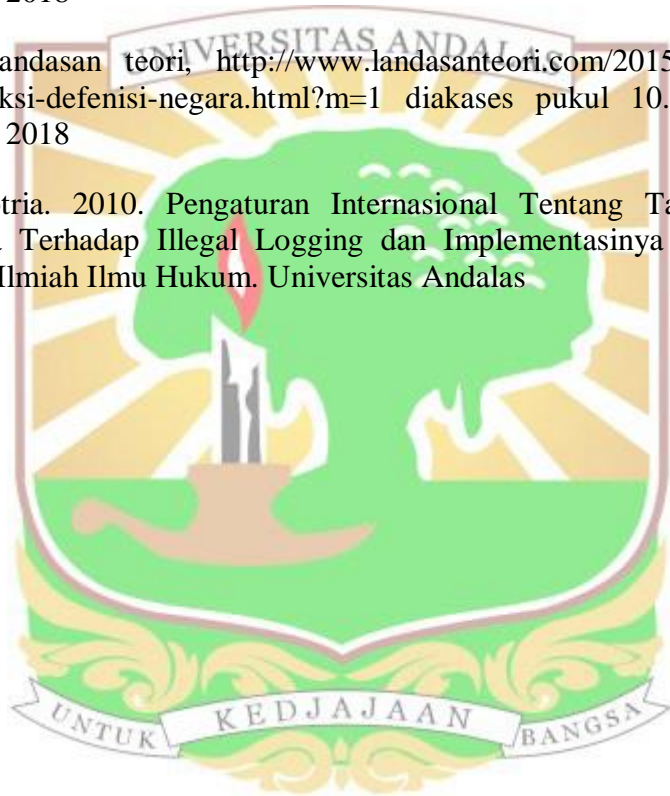 2018
UNIVERSITAS ANDALAS
andasan teori, http://www.landasanteori.com/2015
ksi-defenisi-negara.html?m=1 diakases pukul 10.
2018
tria. 2010. Pengaturan Internasional Tentang Ta
Terhadap Illegal Logging dan Implementasinya
Ilmiah Ilmu Hukum. Universitas Andalas
UNTUK KEDJAJAAN BANGSA